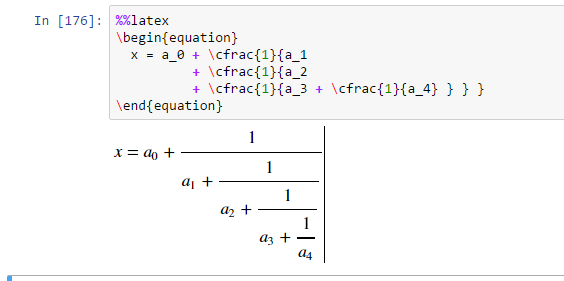 In [176]: %%latex
\begin{equation}
  x = a_0 + \cfrac{1}{a_1
          + \cfrac{1}{a_2
          + \cfrac{1}{a_3 + \cfrac{1}{a_4} } } }
\end{equation}
x = a₀ + 1
a₁ + 1
a₂ + 1
a₃ + 1
a₄